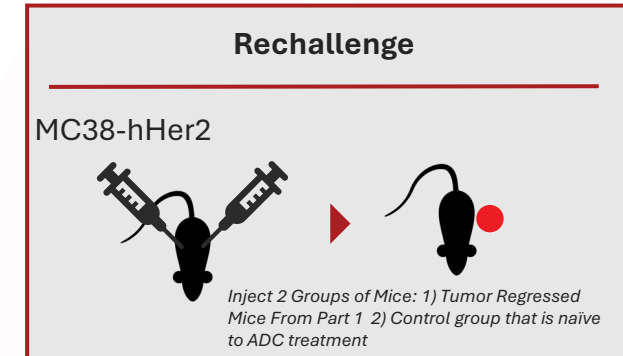 Rechallenge
MC38-hHer2
Inject 2 Groups of Mice: 1) Tumor Regressed
Mice From Part 1 2) Control group that is naïve
to ADC treatment